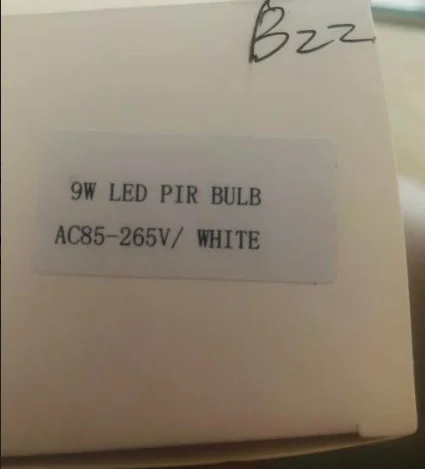 B22
9W LED PIR BULB
AC85-265V/ WHITE